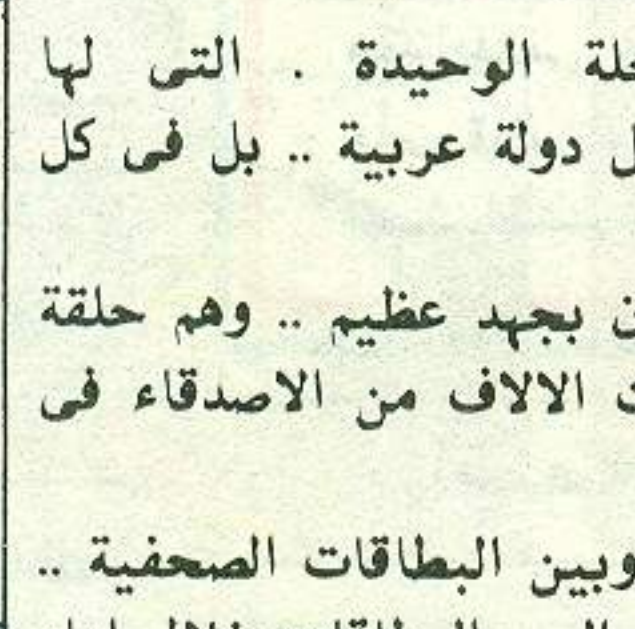 الوحيدة . التى لها
دولة عربية .. بل فى كل
بجهد عظيم .. وهم حلقة
الالاف من الاصدقاء فى
وبين البطاقات الصحفية ..